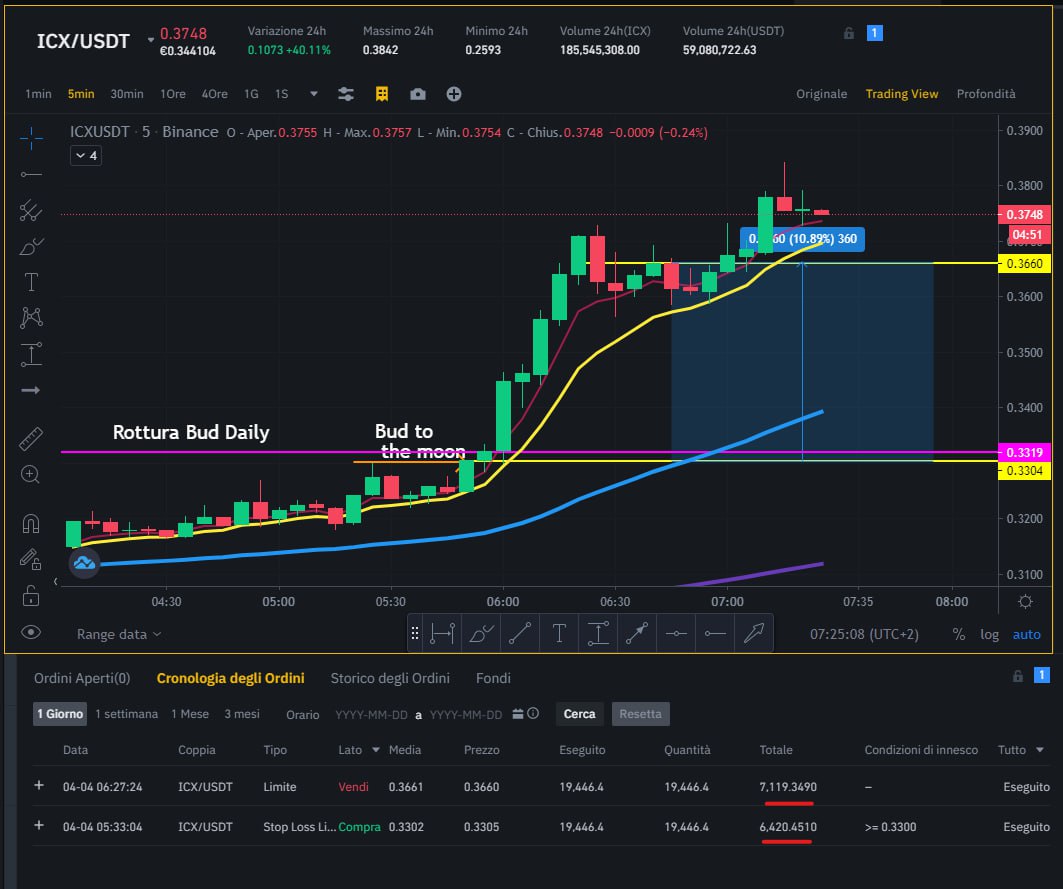 ICX/USDT 0.3748 €0.344104
Variazione 24h 0.1073 +40.11%
Massimo 24h 0.3842
Minimo 24h 0.2593
Volume 24h(ICX) 185,545,308.00
Volume 24h(USDT) 59,080,722.63
1
1min 5min 30min 1Ore 4Ore 1G 1S Originale Trading View Profondità
ICXUSDT · 5 · Binance O - Aper.0.3755 H - Max.0.3757 L - Min.0.3754 C - Chius.0.3748 −0.0009 (−0.24%)
4
0.3900
0.3800
0.3748
04:51
0.3660
0.3600
0.3500
0.3400
0.3319
0.3304
0.3200
0.3100
60 (10.89%) 360
Rottura Bud Daily
Bud to
the moon
04:30 05:00 05:30 06:00 06:30 07:00 07:35 08:00
Range data 07:25:08 (UTC+2) % log auto
Ordini Aperti(0) Cronologia degli Ordini Storico degli Ordini Fondi 1
1 Giorno 1 settimana 1 Mese 3 mesi Orario YYYY-MM-DD a YYYY-MM-DD Cerca Resetta
Data Coppia Tipo Lato Media Prezzo Eseguito Quantità Totale Condizioni di innesco Tutto
+ 04-04 06:27:24 ICX/USDT Limite Vendi 0.3661 0.3660 19,446.4 19,446.4 7,119.3490 – Eseguito
+ 04-04 05:33:04 ICX/USDT Stop Loss Li... Compra 0.3302 0.3305 19,446.4 19,446.4 6,420.4510 >= 0.3300 Eseguito